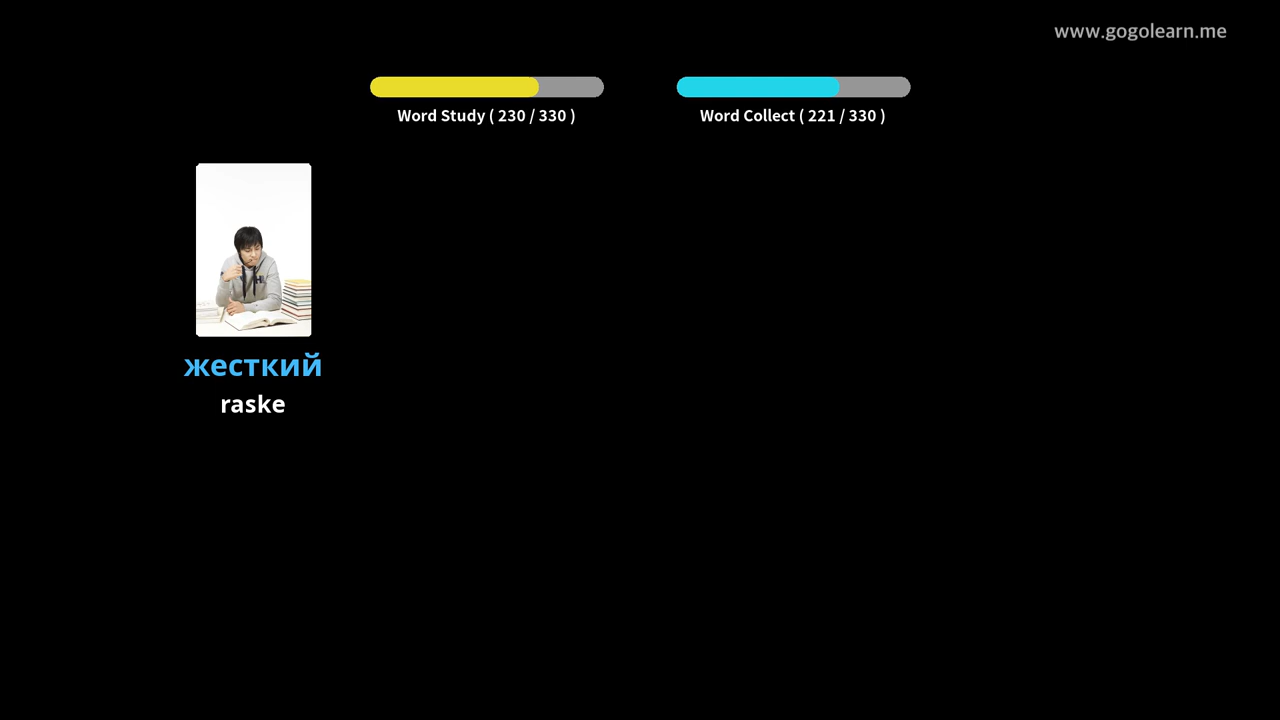 www.gogolearn.me
Word Study ( 230 / 330 )
Word Collect ( 221 / 330 )
жесткий
raske